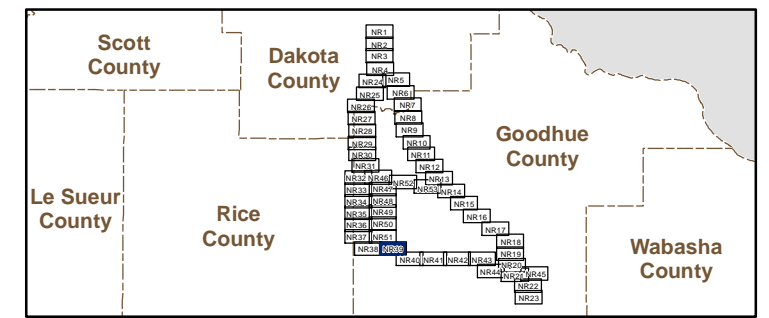 Scott
County
Dakota
County
Goodhue
County
Le Sueur
County
Rice
County
Wabasha
County
NR1
NR2
NR3
NR4
NR24 NR5
NR25 NR6
NR26 NR7
NR27 NR8
NR28 NR9
NR29 NR10
NR30 NR11
NR31 NR12
NR32 NR46 NR52 NR13
NR33 NR47 NR53 NR14
NR34 NR48 NR15
NR35 NR49 NR16
NR36 NR50 NR17
NR37 NR51 NR18
NR38 NR39 NR19
NR40 NR41 NR42 NR43 NR20
NR44 NR21 NR45
NR22
NR23